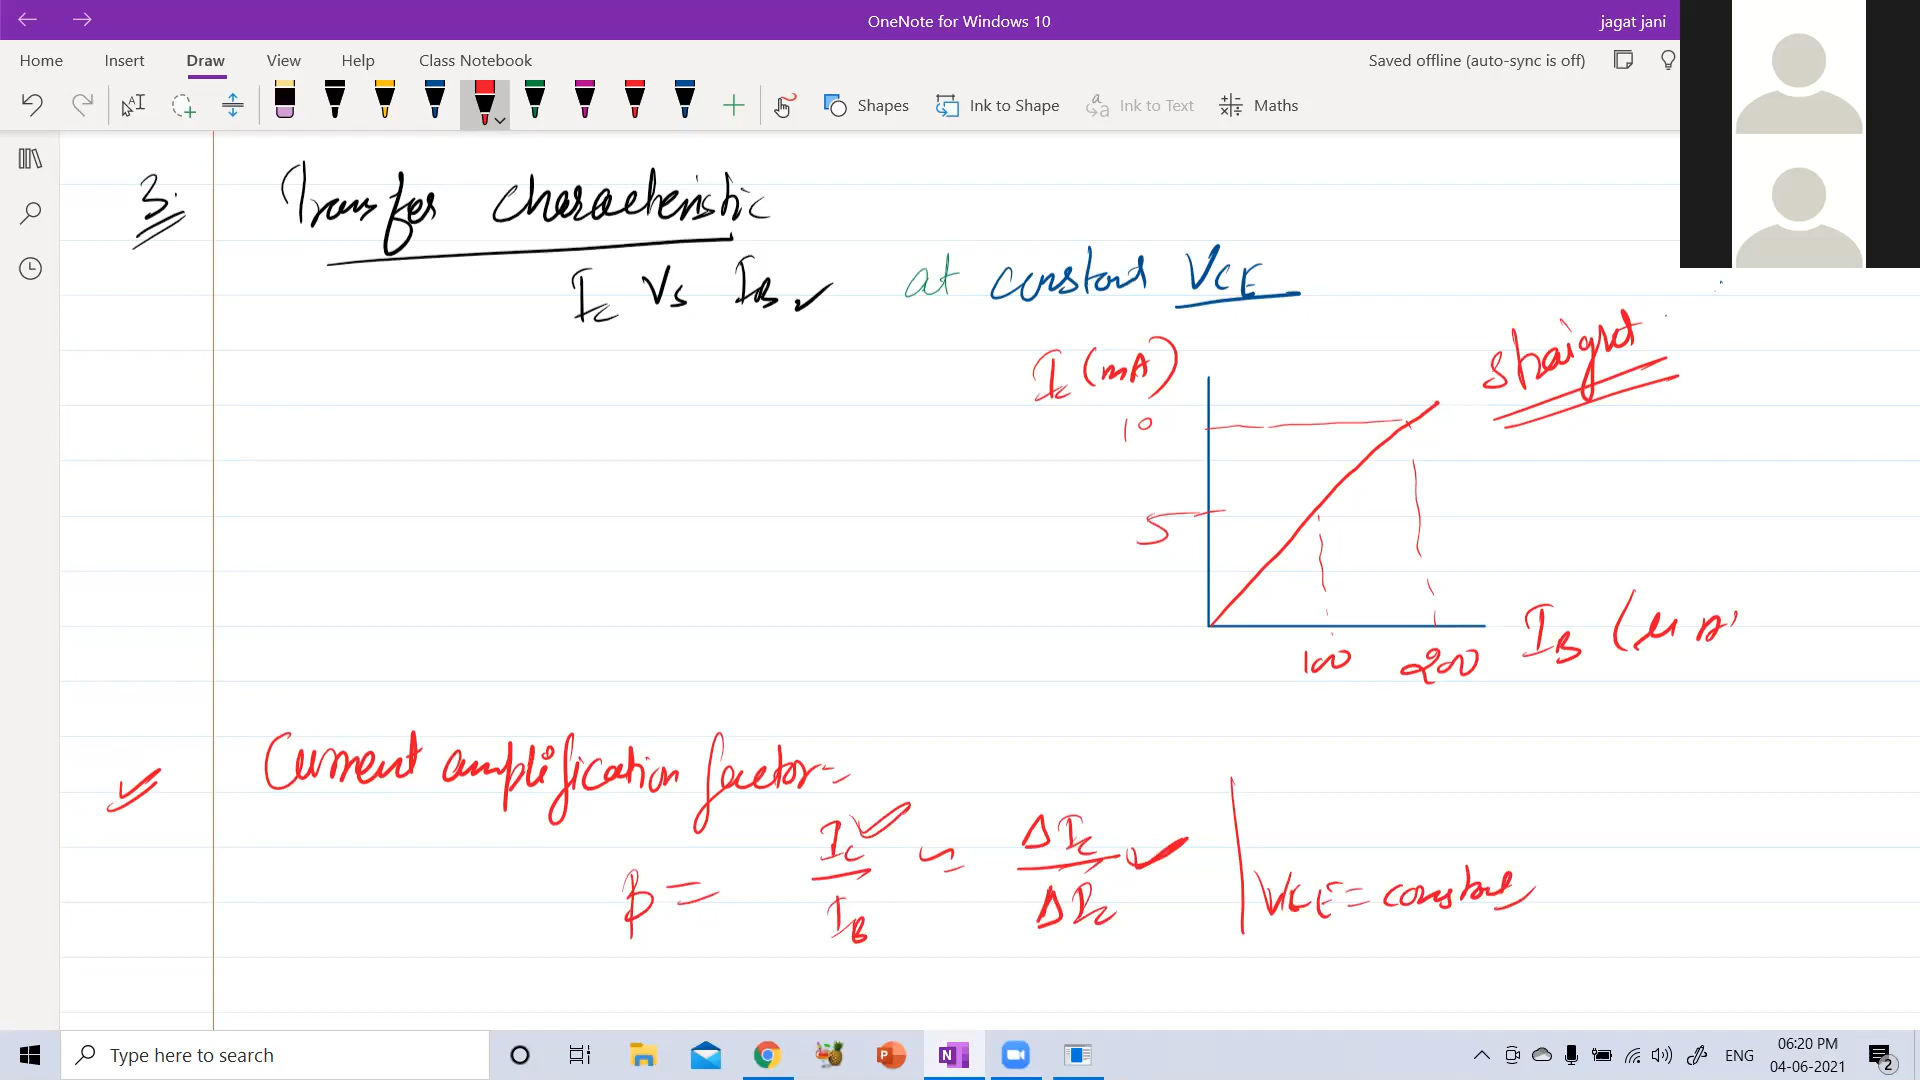 OneNote for Windows 10
jagat jani
Home Insert Draw View Help Class Notebook
Saved offline (auto-sync is off)
Shapes Ink to Shape Ink to Text Maths
3. Transfer characteristic
IC Vs IB at constant VCE
IC (mA)
straight
10
5
100 200
IB (μA)
Current amplification factor=
β = IC/IB ≃ ΔIC/ΔIC | VCE = constant
Type here to search
ENG
06:20 PM
04-06-2021
2